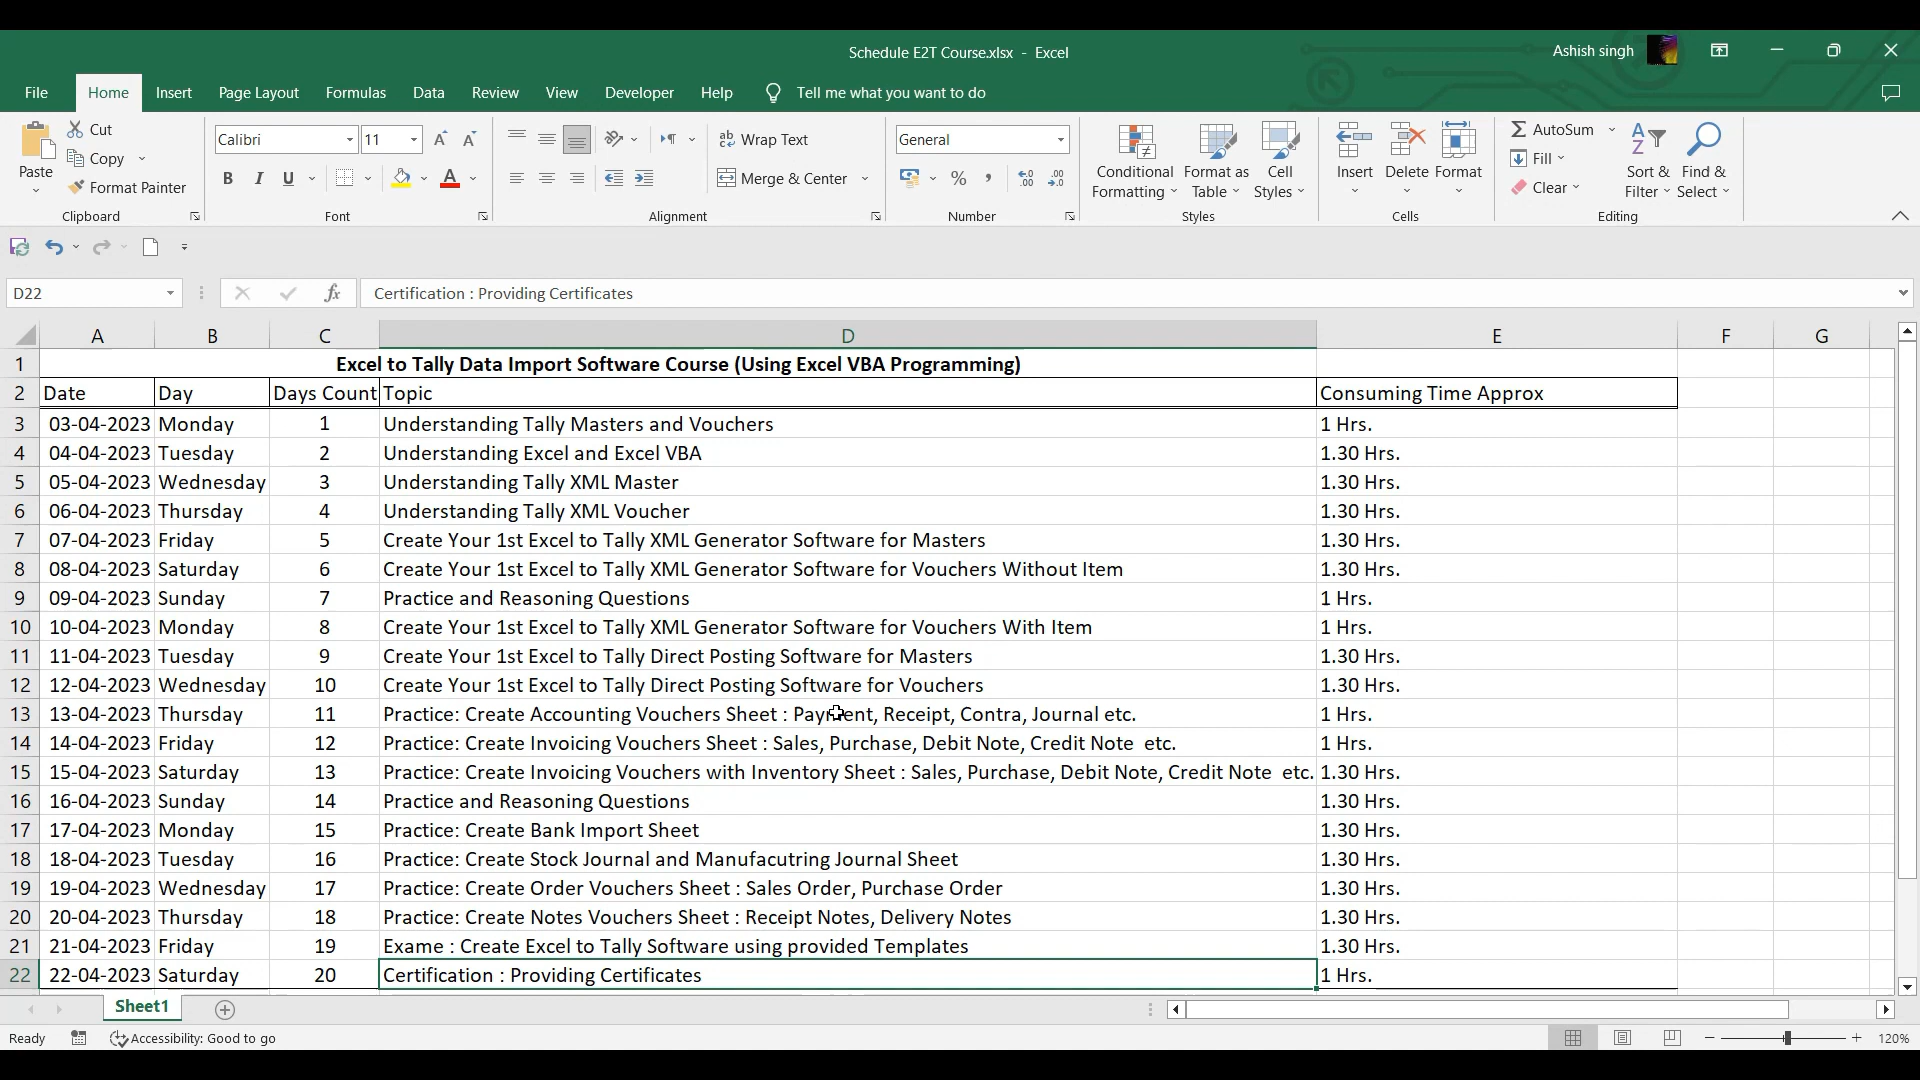 Schedule E2T Course.xlsx - Excel
Ashish singh
File Home Insert Page Layout Formulas Data Review View Developer Help Tell me what you want to do
Paste
Cut
Copy
Format Painter
Clipboard
Calibri 11
B I U
Font
Wrap Text
Merge & Center
Alignment
General
Number
Conditional Formatting
Format as Table
Cell Styles
Styles
Insert Delete Format
Cells
AutoSum
Fill
Clear
Sort & Filter
Find & Select
Editing
D22 fx Certification : Providing Certificates
A B C D E F G
1 Excel to Tally Data Import Software Course (Using Excel VBA Programming)
2 Date Day Days Count Topic Consuming Time Approx
3 03-04-2023 Monday 1 Understanding Tally Masters and Vouchers 1 Hrs.
4 04-04-2023 Tuesday 2 Understanding Excel and Excel VBA 1.30 Hrs.
5 05-04-2023 Wednesday 3 Understanding Tally XML Master 1.30 Hrs.
6 06-04-2023 Thursday 4 Understanding Tally XML Voucher 1.30 Hrs.
7 07-04-2023 Friday 5 Create Your 1st Excel to Tally XML Generator Software for Masters 1.30 Hrs.
8 08-04-2023 Saturday 6 Create Your 1st Excel to Tally XML Generator Software for Vouchers Without Item 1.30 Hrs.
9 09-04-2023 Sunday 7 Practice and Reasoning Questions 1 Hrs.
10 10-04-2023 Monday 8 Create Your 1st Excel to Tally XML Generator Software for Vouchers With Item 1 Hrs.
11 11-04-2023 Tuesday 9 Create Your 1st Excel to Tally Direct Posting Software for Masters 1.30 Hrs.
12 12-04-2023 Wednesday 10 Create Your 1st Excel to Tally Direct Posting Software for Vouchers 1.30 Hrs.
13 13-04-2023 Thursday 11 Practice: Create Accounting Vouchers Sheet : Payment, Receipt, Contra, Journal etc. 1 Hrs.
14 14-04-2023 Friday 12 Practice: Create Invoicing Vouchers Sheet : Sales, Purchase, Debit Note, Credit Note etc. 1 Hrs.
15 15-04-2023 Saturday 13 Practice: Create Invoicing Vouchers with Inventory Sheet : Sales, Purchase, Debit Note, Credit Note etc. 1.30 Hrs.
16 16-04-2023 Sunday 14 Practice and Reasoning Questions 1.30 Hrs.
17 17-04-2023 Monday 15 Practice: Create Bank Import Sheet 1.30 Hrs.
18 18-04-2023 Tuesday 16 Practice: Create Stock Journal and Manufacutring Journal Sheet 1.30 Hrs.
19 19-04-2023 Wednesday 17 Practice: Create Order Vouchers Sheet : Sales Order, Purchase Order 1.30 Hrs.
20 20-04-2023 Thursday 18 Practice: Create Notes Vouchers Sheet : Receipt Notes, Delivery Notes 1.30 Hrs.
21 21-04-2023 Friday 19 Exame : Create Excel to Tally Software using provided Templates 1.30 Hrs.
22 22-04-2023 Saturday 20 Certification : Providing Certificates 1 Hrs.
Sheet1
Ready Accessibility: Good to go 120%